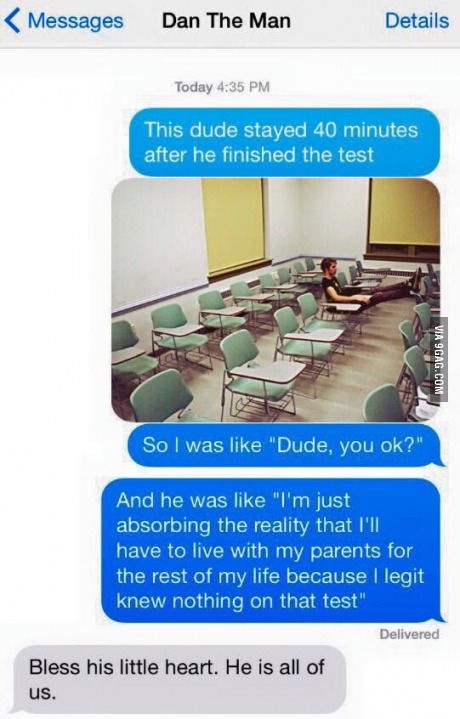 Messages Dan The Man Details
Today 4:35 PM
This dude stayed 40 minutes
after he finished the test
VIA 9GAG.COM
So I was like "Dude, you ok?"
And he was like "I'm just
absorbing the reality that I'll
have to live with my parents for
the rest of my life because I legit
knew nothing on that test"
Delivered
Bless his little heart. He is all of
us.